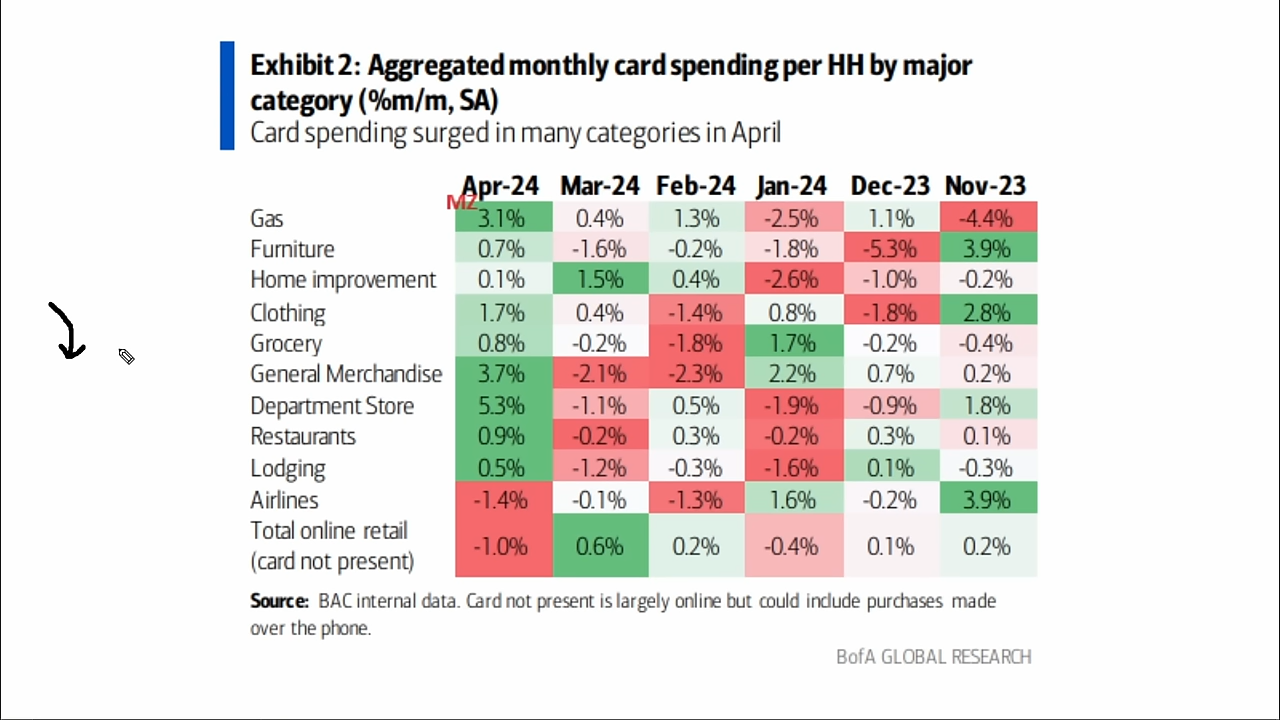 Exhibit 2: Aggregated monthly card spending per HH by major
category (%m/m, SA)
Card spending surged in many categories in April
Apr-24 Mar-24 Feb-24 Jan-24 Dec-23 Nov-23
MZ
Gas 3.1% 0.4% 1.3% -2.5% 1.1% -4.4%
Furniture 0.7% -1.6% -0.2% -1.8% -5.3% 3.9%
Home improvement 0.1% 1.5% 0.4% -2.6% -1.0% -0.2%
Clothing 1.7% 0.4% -1.4% 0.8% -1.8% 2.8%
Grocery 0.8% -0.2% -1.8% 1.7% -0.2% -0.4%
General Merchandise 3.7% -2.1% -2.3% 2.2% 0.7% 0.2%
Department Store 5.3% -1.1% 0.5% -1.9% -0.9% 1.8%
Restaurants 0.9% -0.2% 0.3% -0.2% 0.3% 0.1%
Lodging 0.5% -1.2% -0.3% -1.6% 0.1% -0.3%
Airlines -1.4% -0.1% -1.3% 1.6% -0.2% 3.9%
Total online retail
(card not present) -1.0% 0.6% 0.2% -0.4% 0.1% 0.2%
Source: BAC internal data. Card not present is largely online but could include purchases made
over the phone.
BofA GLOBAL RESEARCH